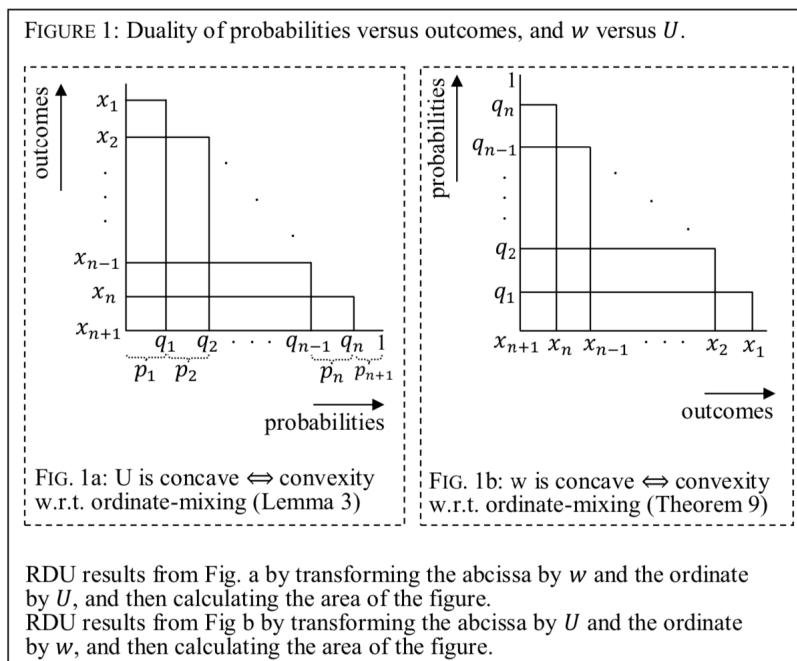 FIGURE 1: Duality of probabilities versus outcomes, and w versus U.
outcomes
x₁
x₂
.
.
.
xₙ₋₁
xₙ
xₙ₊₁
q₁ q₂ · · · qₙ₋₁ qₙ 1
p₁ p₂ pₙ pₙ₊₁
probabilities
FIG. 1a: U is concave ⇔ convexity
w.r.t. ordinate-mixing (Lemma 3)
probabilities
1
qₙ
qₙ₋₁
.
.
.
q₂
q₁
xₙ₊₁ xₙ xₙ₋₁ · · · x₂ x₁
outcomes
FIG. 1b: w is concave ⇔ convexity
w.r.t. ordinate-mixing (Theorem 9)
RDU results from Fig. a by transforming the abcissa by w and the ordinate
by U, and then calculating the area of the figure.
RDU results from Fig b by transforming the abcissa by U and the ordinate
by w, and then calculating the area of the figure.